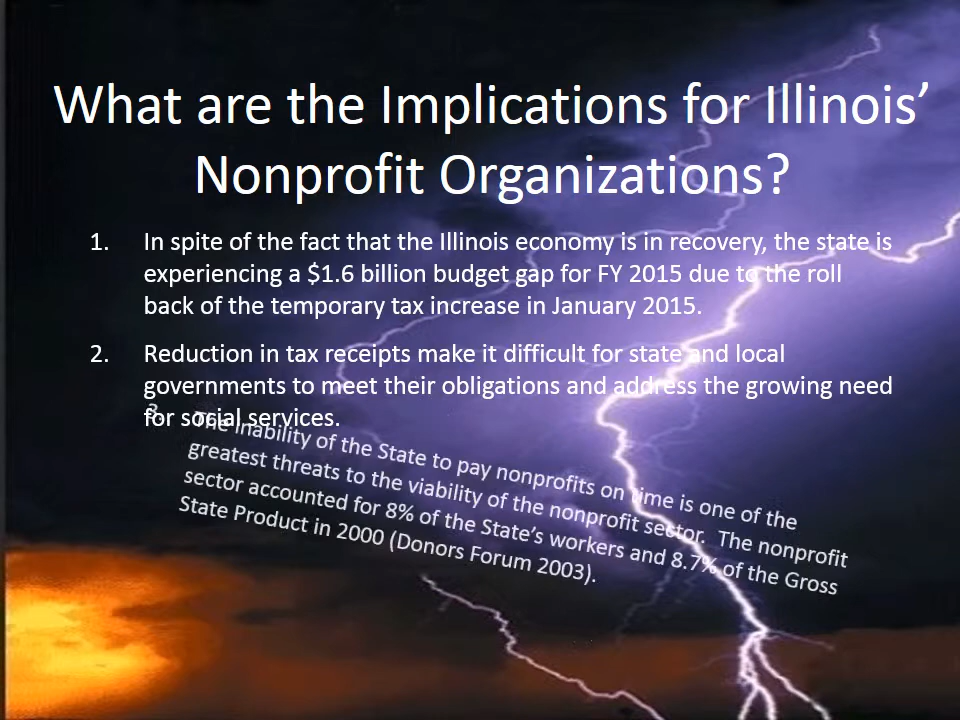 What are the Implications for Illinois’
Nonprofit Organizations?
1. In spite of the fact that the Illinois economy is in recovery, the state is
experiencing a $1.6 billion budget gap for FY 2015 due to the roll
back of the temporary tax increase in January 2015.
2. Reduction in tax receipts make it difficult for state and local
governments to meet their obligations and address the growing need
for social services.
3. The Inability of the State to pay nonprofits on time is one of the
greatest threats to the viability of the nonprofit sector. The nonprofit
sector accounted for 8% of the State’s workers and 8.7% of the Gross
State Product in 2000 (Donors Forum 2003).